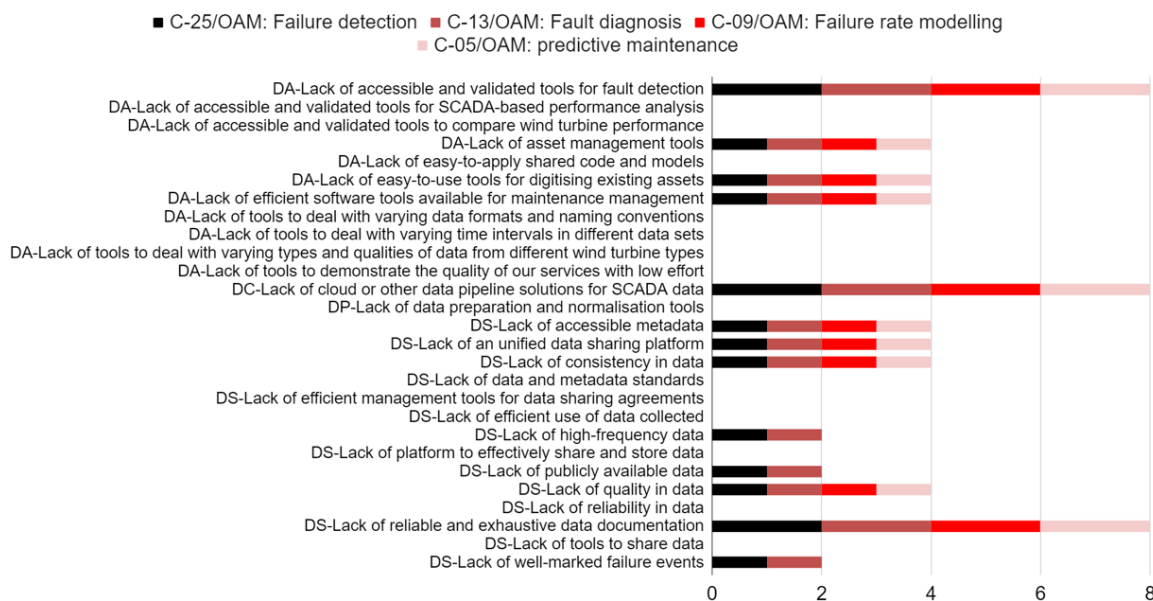 C-25/OAM: Failure detection C-13/OAM: Fault diagnosis C-09/OAM: Failure rate modelling
C-05/OAM: predictive maintenance
DA-Lack of accessible and validated tools for fault detection
DA-Lack of accessible and validated tools for SCADA-based performance analysis
DA-Lack of accessible and validated tools to compare wind turbine performance
DA-Lack of asset management tools
DA-Lack of easy-to-apply shared code and models
DA-Lack of easy-to-use tools for digitising existing assets
DA-Lack of efficient software tools available for maintenance management
DA-Lack of tools to deal with varying data formats and naming conventions
DA-Lack of tools to deal with varying time intervals in different data sets
DA-Lack of tools to deal with varying types and qualities of data from different wind turbine types
DA-Lack of tools to demonstrate the quality of our services with low effort
DC-Lack of cloud or other data pipeline solutions for SCADA data
DP-Lack of data preparation and normalisation tools
DS-Lack of accessible metadata
DS-Lack of an unified data sharing platform
DS-Lack of consistency in data
DS-Lack of data and metadata standards
DS-Lack of efficient management tools for data sharing agreements
DS-Lack of efficient use of data collected
DS-Lack of high-frequency data
DS-Lack of platform to effectively share and store data
DS-Lack of publicly available data
DS-Lack of quality in data
DS-Lack of reliability in data
DS-Lack of reliable and exhaustive data documentation
DS-Lack of tools to share data
DS-Lack of well-marked failure events
0 2 4 6 8